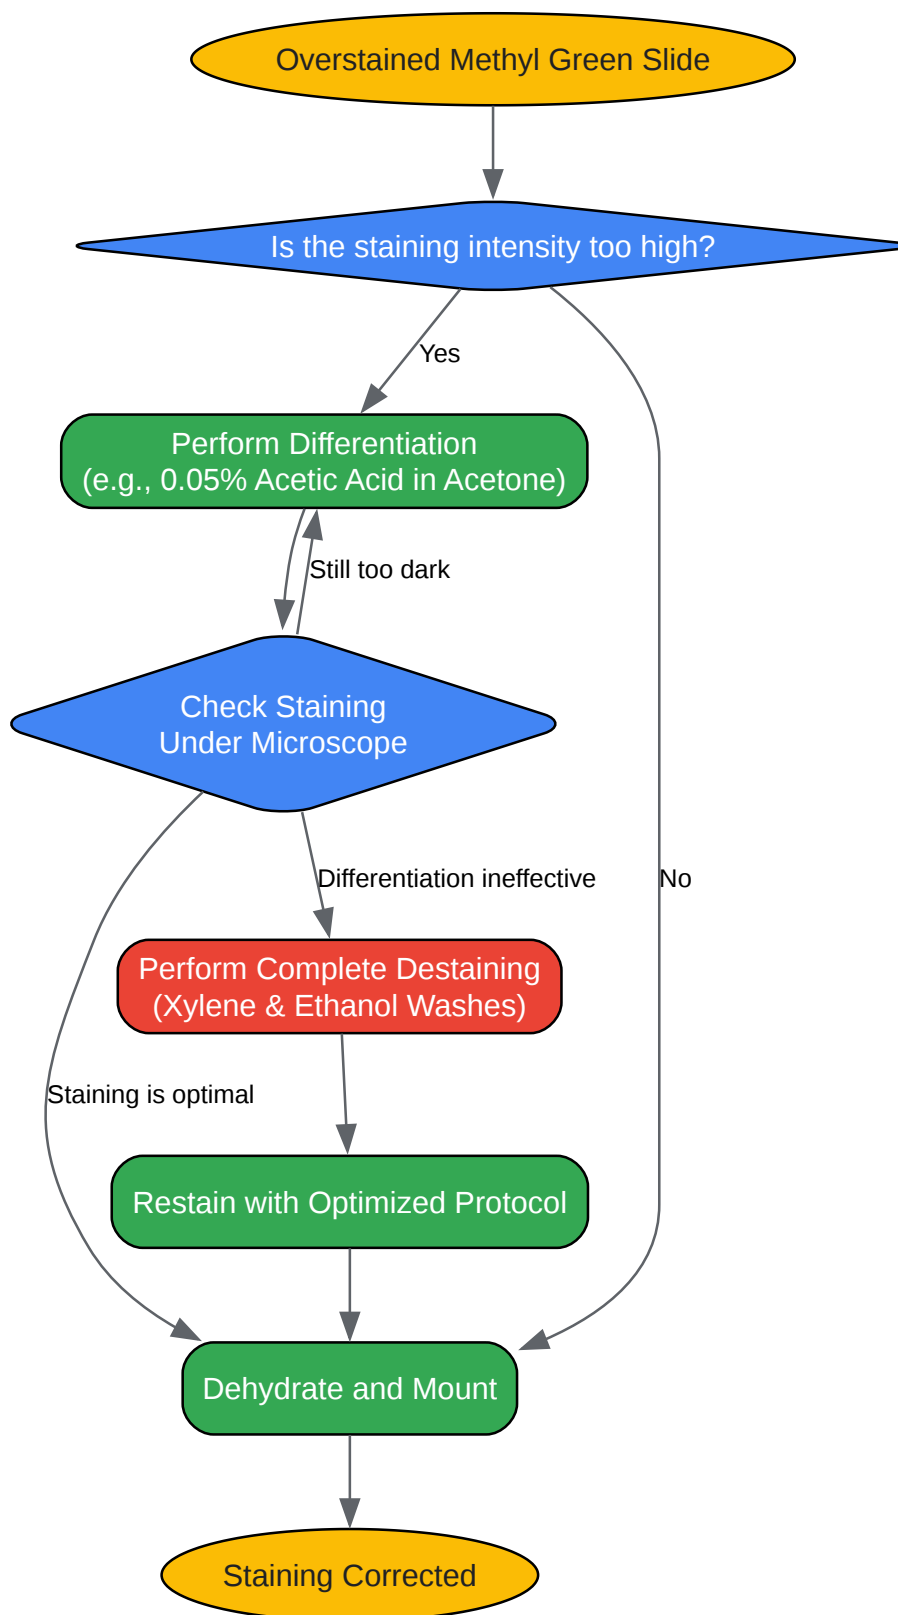 Overstained Methyl Green Slide
Is the staining intensity too high?
Yes
Perform Differentiation
(e.g., 0.05% Acetic Acid in Acetone)
Still too dark
Check Staining
Under Microscope
Differentiation ineffective
No
Perform Complete Destaining
(Xylene & Ethanol Washes)
Staining is optimal
Restain with Optimized Protocol
Dehydrate and Mount
Staining Corrected